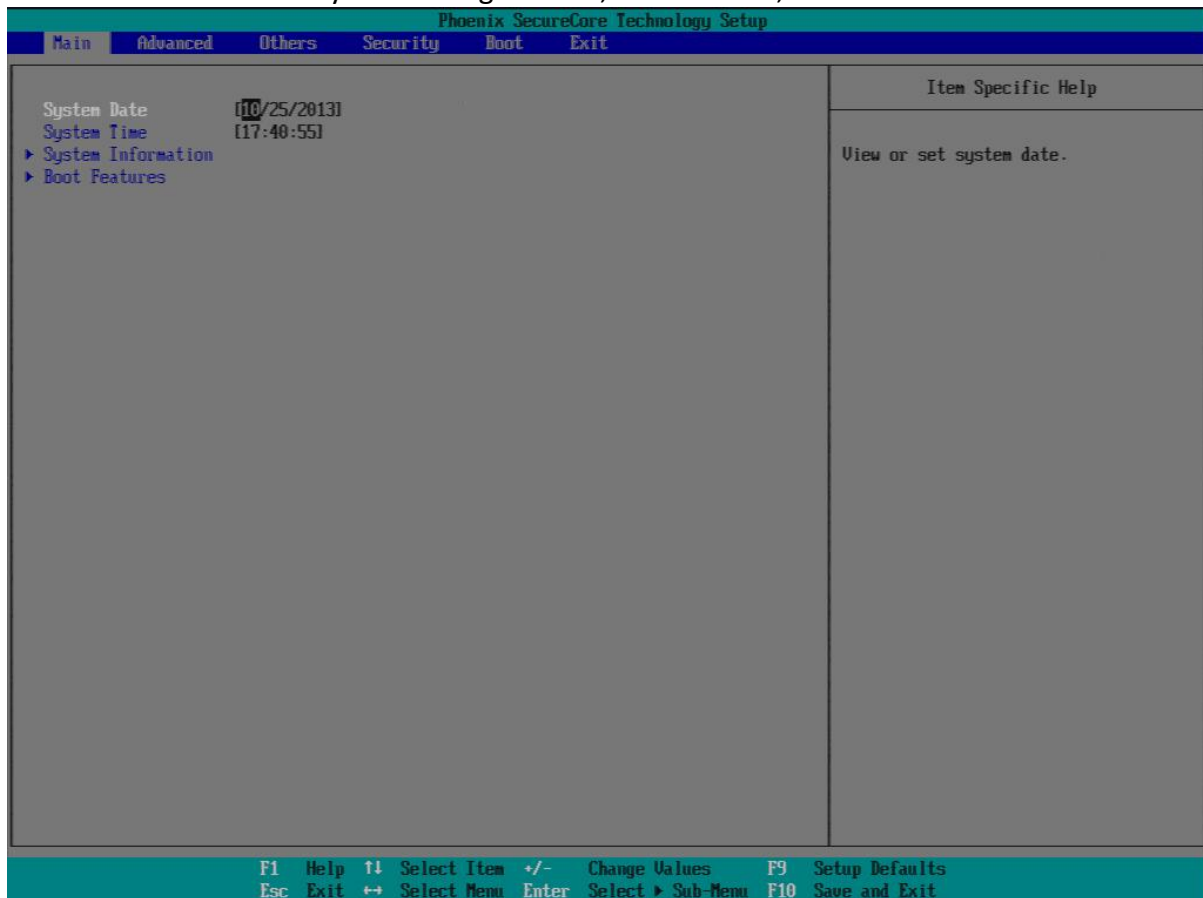 Phoenix SecureCore Technology Setup
Main Advanced Others Security Boot Exit
Item Specific Help
System Date [10/25/2013]
System Time [17:40:55]
▶ System Information
View or set system date.
▶ Boot Features
F1 Help ↑↓ Select Item +/- Change Values F9 Setup Defaults
Esc Exit ↔ Select Menu Enter Select ▶ Sub-Menu F10 Save and Exit